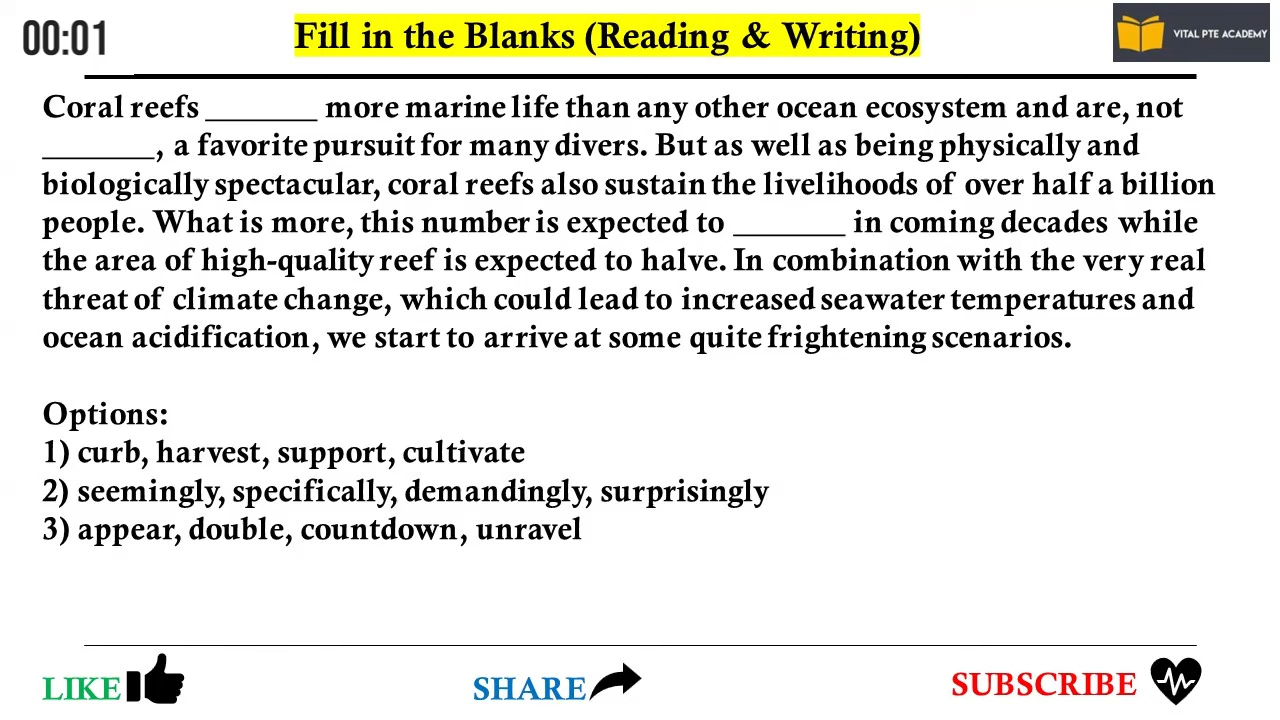 00:01
Fill in the Blanks (Reading & Writing)
VITAL PTE ACADEMY
Coral reefs _______ more marine life than any other ocean ecosystem and are, not
_______, a favorite pursuit for many divers. But as well as being physically and
biologically spectacular, coral reefs also sustain the livelihoods of over half a billion
people. What is more, this number is expected to _______ in coming decades while
the area of high-quality reef is expected to halve. In combination with the very real
threat of climate change, which could lead to increased seawater temperatures and
ocean acidification, we start to arrive at some quite frightening scenarios.
Options:
1) curb, harvest, support, cultivate
2) seemingly, specifically, demandingly, surprisingly
3) appear, double, countdown, unravel
LIKE
SHARE
SUBSCRIBE